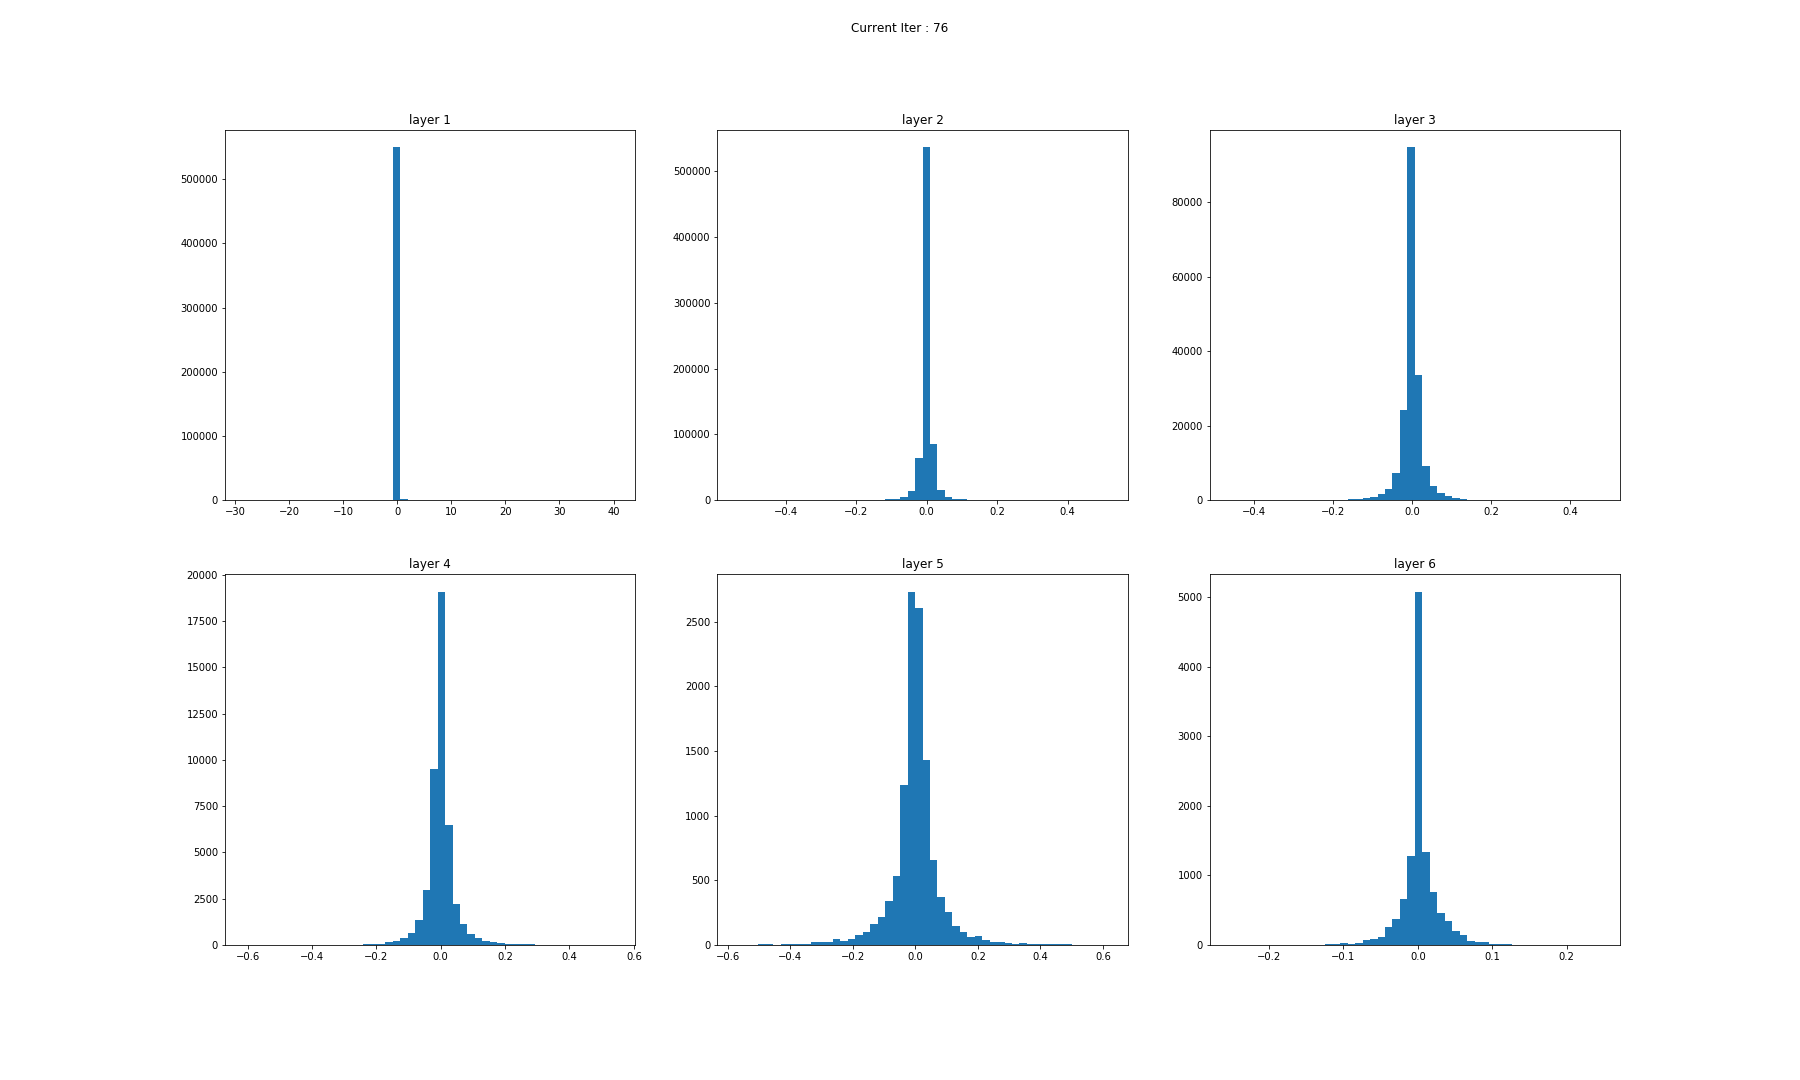 Current Iter : 76
layer 1
500000
400000
300000
200000
100000
0
−30 −20 −10 0 10 20 30 40
layer 2
500000
400000
300000
200000
100000
0
−0.4 −0.2 0.0 0.2 0.4
layer 3
80000
60000
40000
20000
0
−0.4 −0.2 0.0 0.2 0.4
layer 4
20000
17500
15000
12500
10000
7500
5000
2500
0
−0.6 −0.4 −0.2 0.0 0.2 0.4 0.6
layer 5
2500
2000
1500
1000
500
0
−0.6 −0.4 −0.2 0.0 0.2 0.4 0.6
layer 6
5000
4000
3000
2000
1000
0
−0.2 −0.1 0.0 0.1 0.2